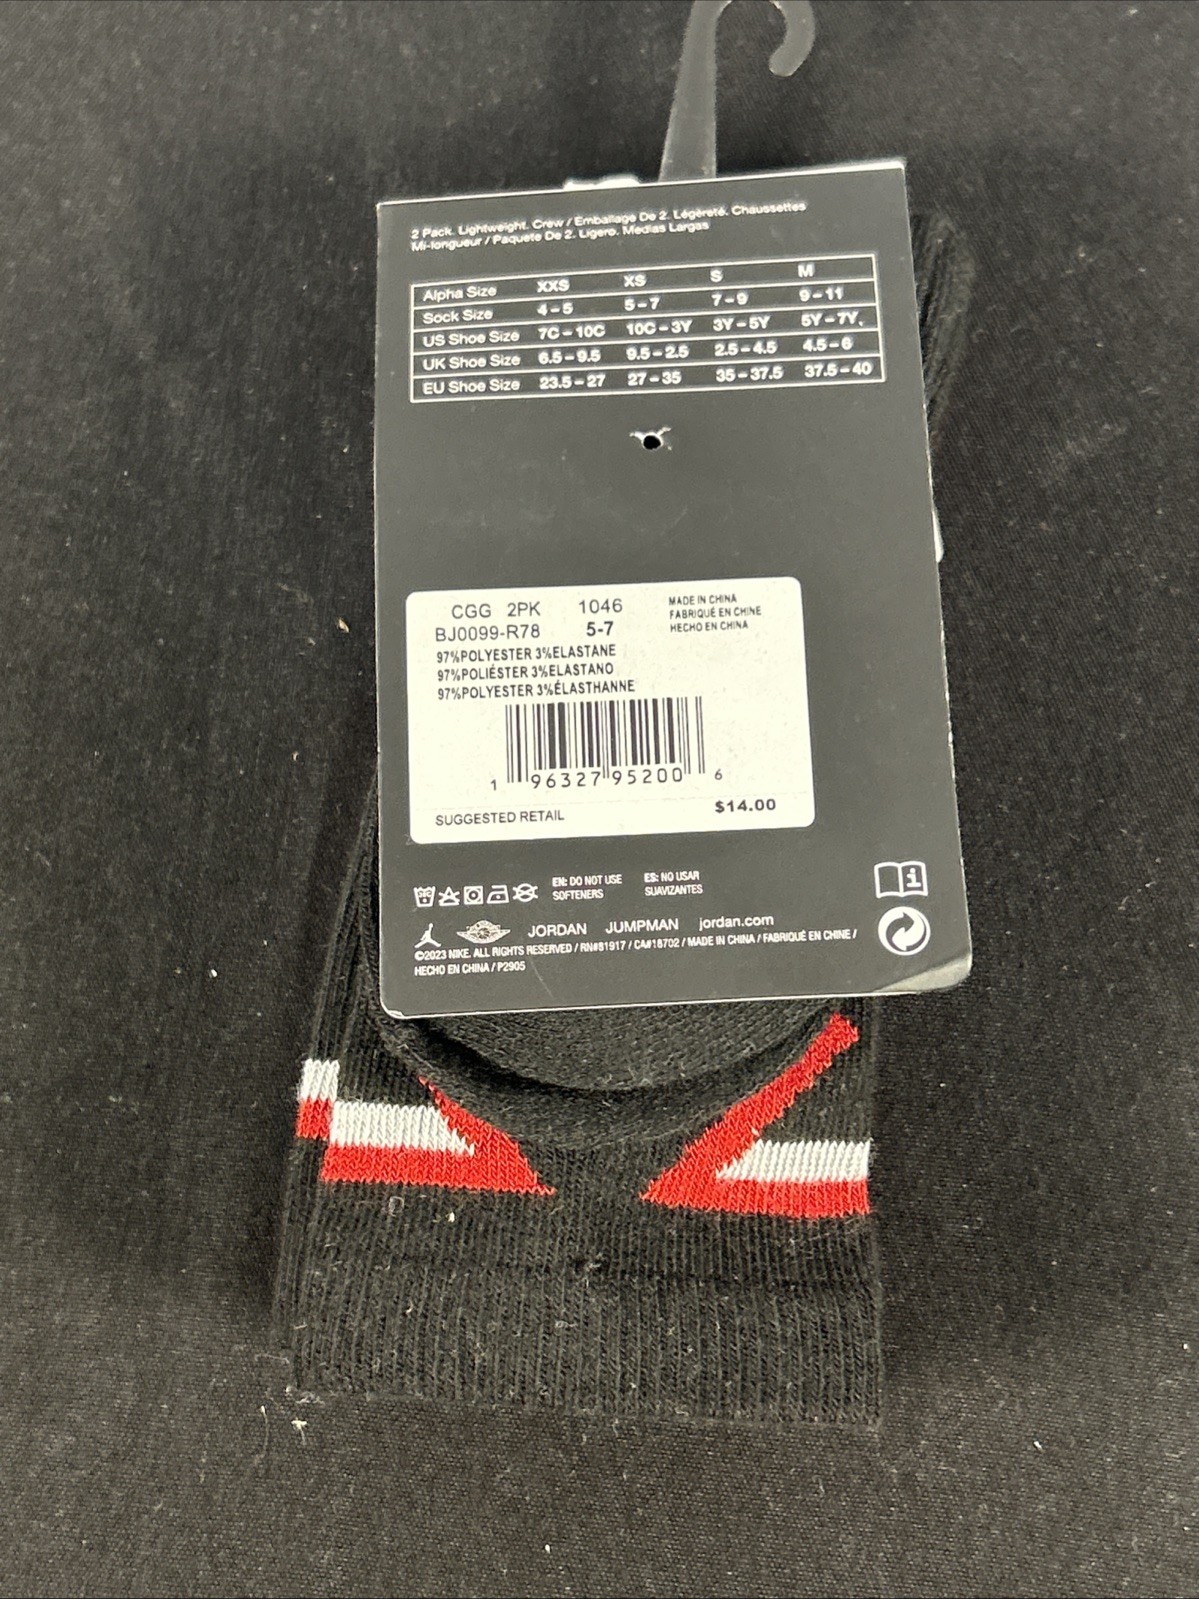 2 Pack. Lightweight. Crew / Emballage De 2. Légèreté. Chaussettes
Mi-longueur / Paquete De 2. Ligero. Medias Largas
Alpha Size XXS XS S M
Sock Size 4-5 5-7 7-9 9-11
US Shoe Size 7C-10C 10C-3Y 3Y-5Y 5Y-7Y.
UK Shoe Size 6.5-9.5 9.5-2.5 2.5-4.5 4.5-6
EU Shoe Size 23.5-27 27-35 35-37.5 37.5-40
CGG 2PK 1046
BJ0099-R78 5-7
MADE IN CHINA
FABRIQUÉ EN CHINE
HECHO EN CHINA
97%POLYESTER 3%ELASTANE
97%POLIÉSTER 3%ELASTANO
97%POLYESTER 3%ÉLASTHANNE
1 96327 95200 6
SUGGESTED RETAIL $14.00
EN: DO NOT USE
SOFTENERS
ES: NO USAR
SUAVIZANTES
JORDAN JUMPMAN jordan.com
©2023 NIKE. ALL RIGHTS RESERVED / RN#81917 / CA#18702 / MADE IN CHINA / FABRIQUÉ EN CHINE /
HECHO EN CHINA / P2905